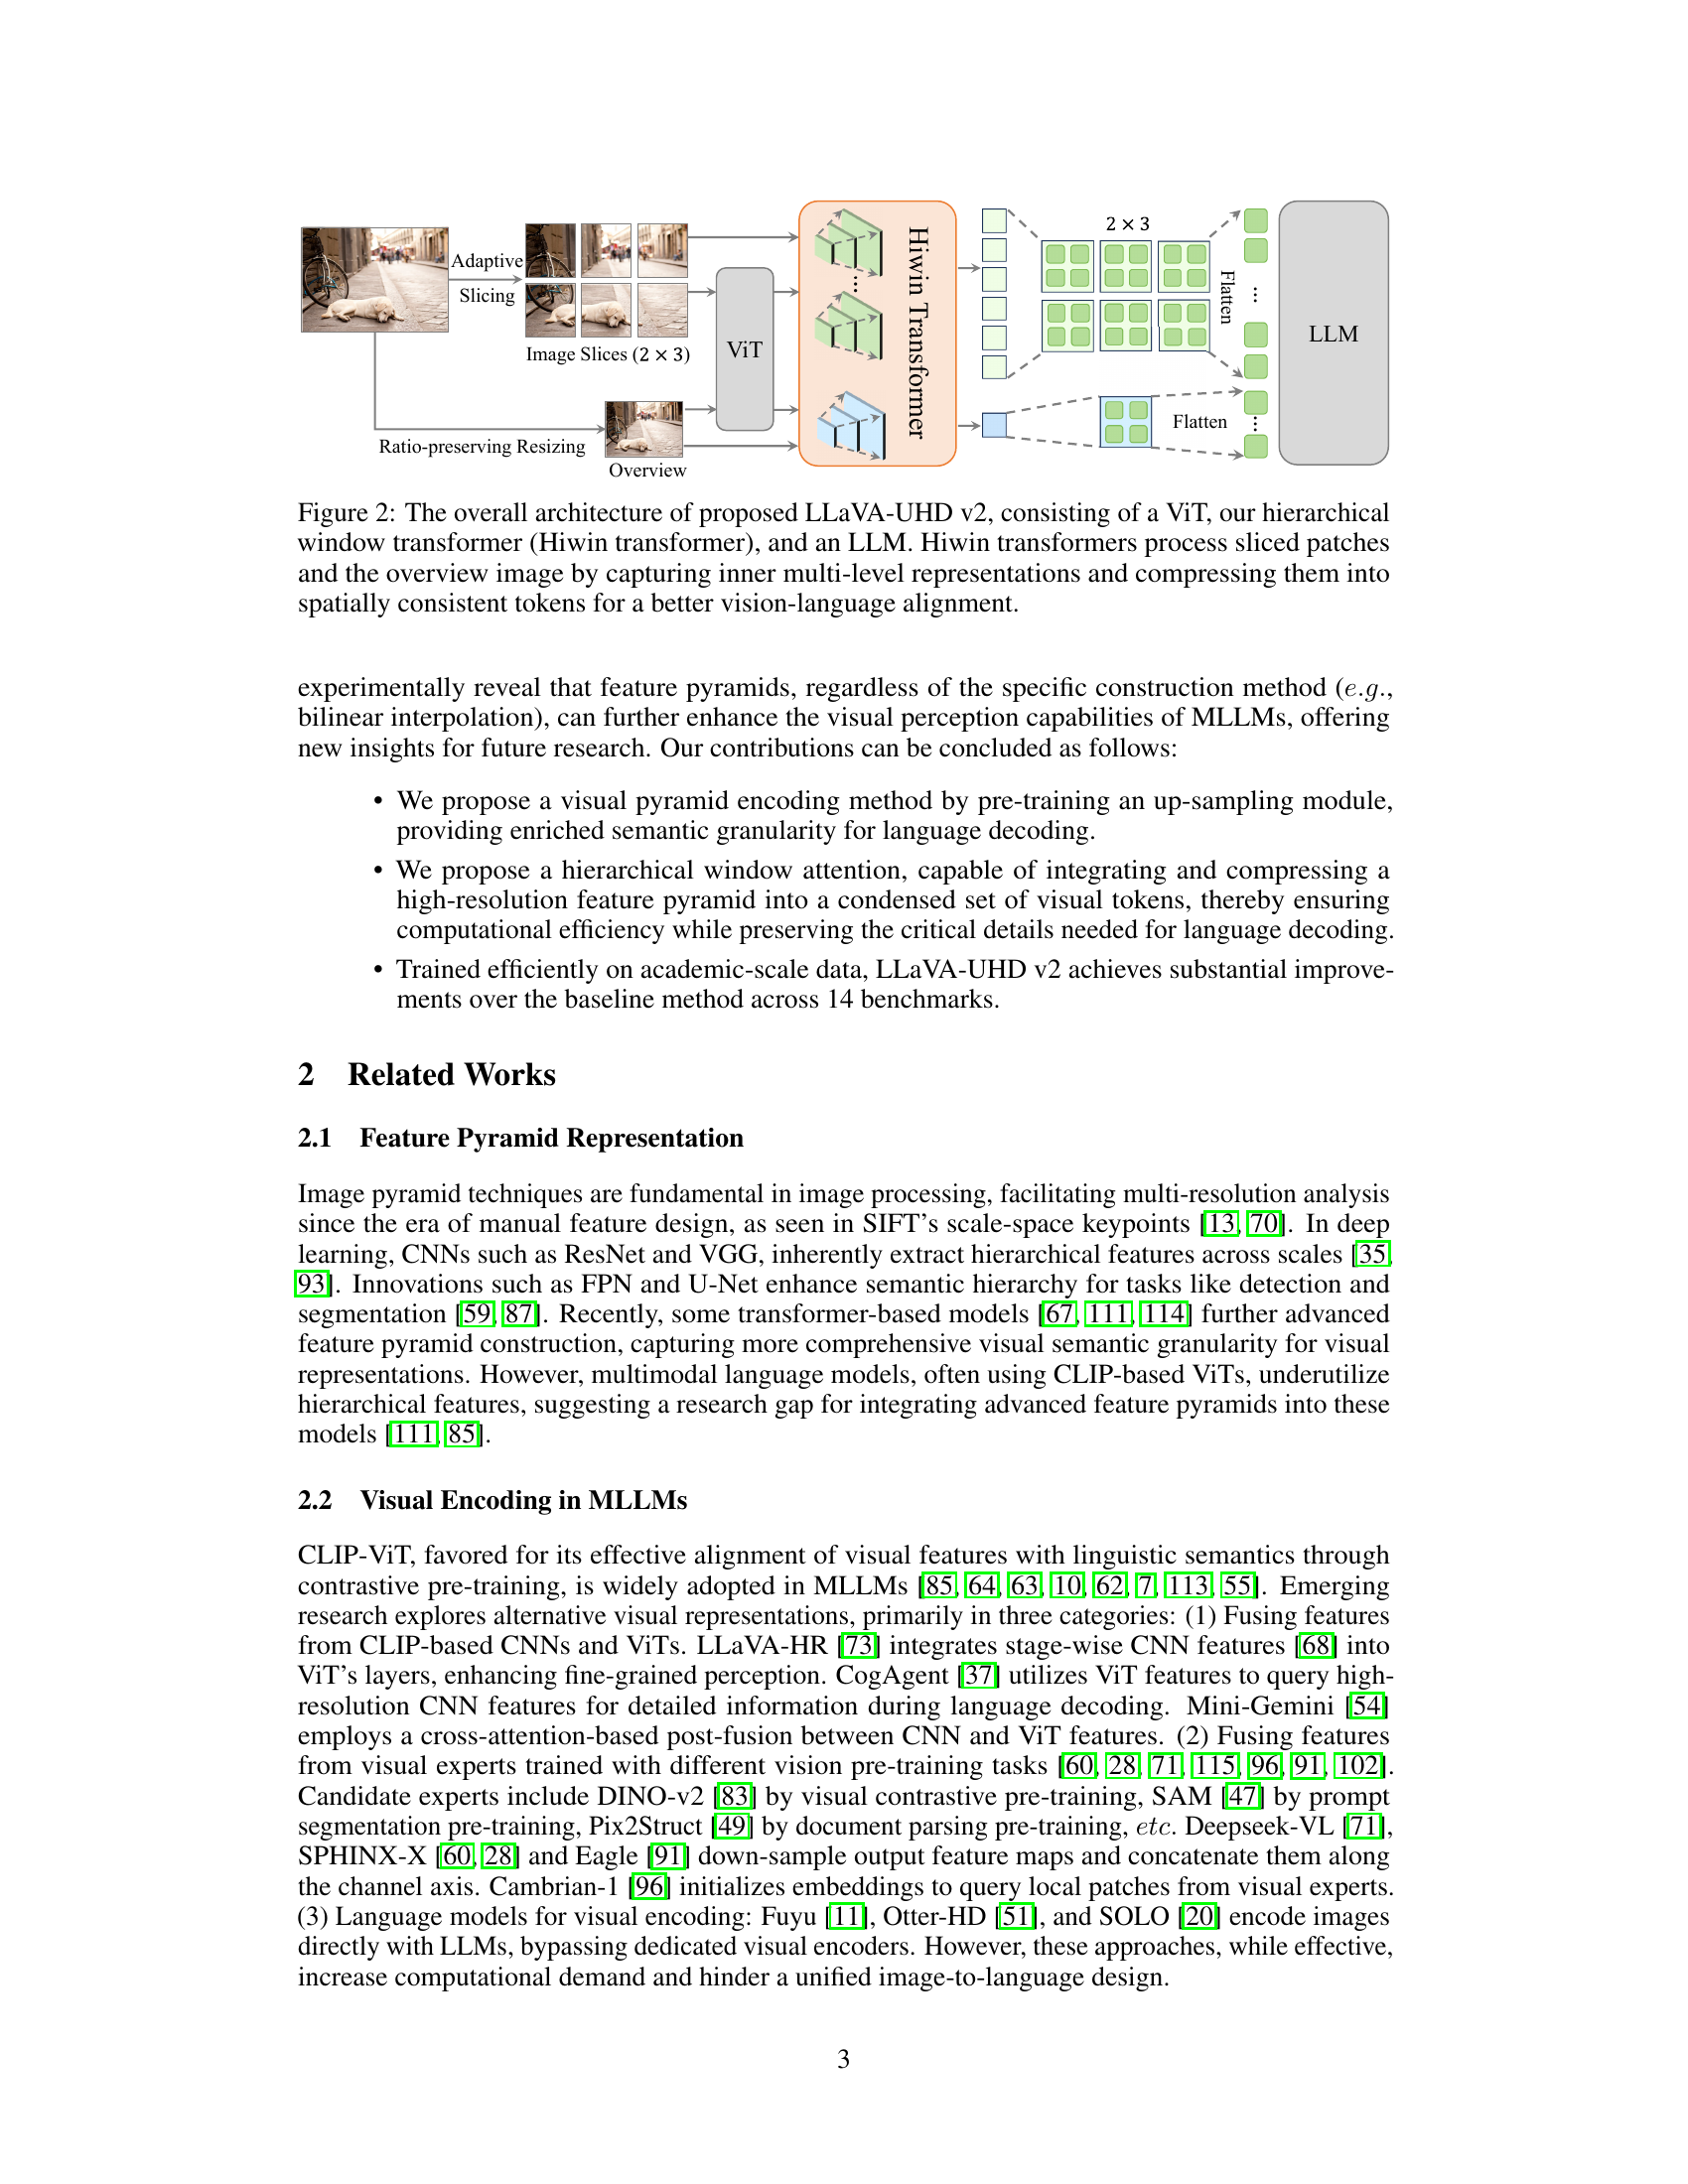 Adaptive
Slicing
Image Slices (2 × 3)
Ratio-preserving Resizing
Overview
ViT
Hiwin Transformer
2 × 3
Flatten
Flatten
LLM
Figure 2: The overall architecture of proposed LLaVA-UHD v2, consisting of a ViT, our hierarchical
window transformer (Hiwin transformer), and an LLM. Hiwin transformers process sliced patches
and the overview image by capturing inner multi-level representations and compressing them into
spatially consistent tokens for a better vision-language alignment.
experimentally reveal that feature pyramids, regardless of the specific construction method (e.g.,
bilinear interpolation), can further enhance the visual perception capabilities of MLLMs, offering
new insights for future research. Our contributions can be concluded as follows:
• We propose a visual pyramid encoding method by pre-training an up-sampling module,
providing enriched semantic granularity for language decoding.
• We propose a hierarchical window attention, capable of integrating and compressing a
high-resolution feature pyramid into a condensed set of visual tokens, thereby ensuring
computational efficiency while preserving the critical details needed for language decoding.
• Trained efficiently on academic-scale data, LLaVA-UHD v2 achieves substantial improve-
ments over the baseline method across 14 benchmarks.
2 Related Works
2.1 Feature Pyramid Representation
Image pyramid techniques are fundamental in image processing, facilitating multi-resolution analysis
since the era of manual feature design, as seen in SIFT's scale-space keypoints [13, 70]. In deep
learning, CNNs such as ResNet and VGG, inherently extract hierarchical features across scales [35,
93]. Innovations such as FPN and U-Net enhance semantic hierarchy for tasks like detection and
segmentation [59, 87]. Recently, some transformer-based models [67, 111, 114] further advanced
feature pyramid construction, capturing more comprehensive visual semantic granularity for visual
representations. However, multimodal language models, often using CLIP-based ViTs, underutilize
hierarchical features, suggesting a research gap for integrating advanced feature pyramids into these
models [111, 85].
2.2 Visual Encoding in MLLMs
CLIP-ViT, favored for its effective alignment of visual features with linguistic semantics through
contrastive pre-training, is widely adopted in MLLMs [85, 64, 63, 10, 62, 7, 113, 55]. Emerging
research explores alternative visual representations, primarily in three categories: (1) Fusing features
from CLIP-based CNNs and ViTs. LLaVA-HR [73] integrates stage-wise CNN features [68] into
ViT's layers, enhancing fine-grained perception. CogAgent [37] utilizes ViT features to query high-
resolution CNN features for detailed information during language decoding. Mini-Gemini [54]
employs a cross-attention-based post-fusion between CNN and ViT features. (2) Fusing features
from visual experts trained with different vision pre-training tasks [60, 28, 71, 115, 96, 91, 102].
Candidate experts include DINO-v2 [83] by visual contrastive pre-training, SAM [47] by prompt
segmentation pre-training, Pix2Struct [49] by document parsing pre-training, etc. Deepseek-VL [71],
SPHINX-X [60, 28] and Eagle [91] down-sample output feature maps and concatenate them along
the channel axis. Cambrian-1 [96] initializes embeddings to query local patches from visual experts.
(3) Language models for visual encoding: Fuyu [11], Otter-HD [51], and SOLO [20] encode images
directly with LLMs, bypassing dedicated visual encoders. However, these approaches, while effective,
increase computational demand and hinder a unified image-to-language design.
3